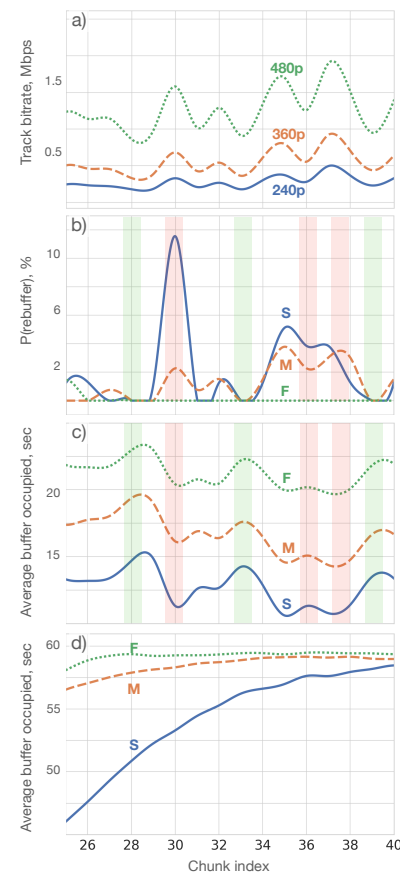 a)
Track bitrate, Mbps
1.5
0.5
480p
360p
240p
b)
P(rebuffer), %
10
6
2
S
M
F
c)
Average buffer occupied, sec
20
15
F
M
S
d)
Average buffer occupied, sec
60
55
50
F
M
S
26 28 30 32 34 36 38 40
Chunk index